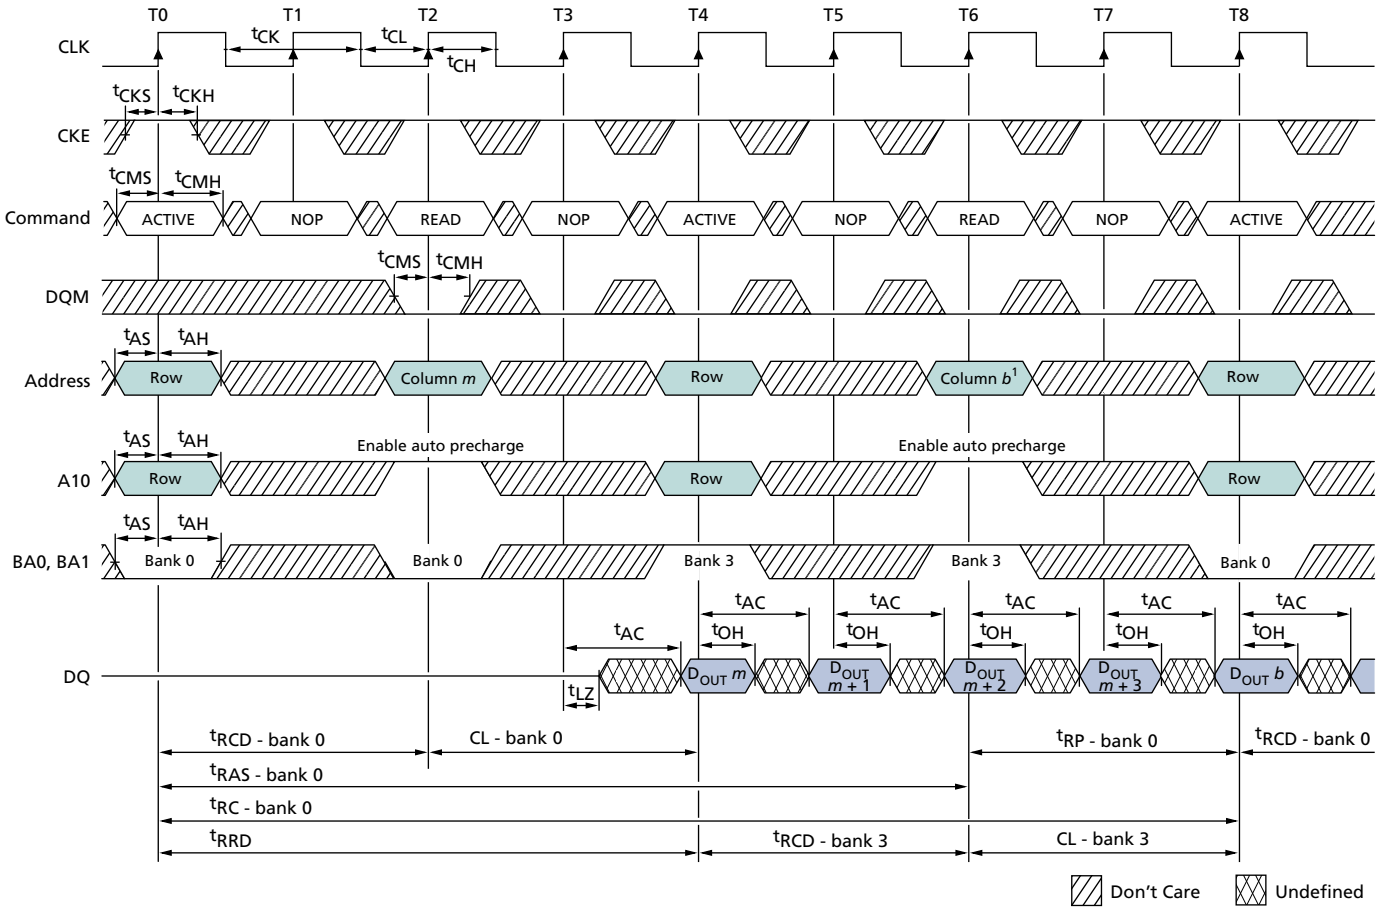 T0 T1 T2 T3 T4 T5 T6 T7 T8
CLK tCK tCL tCH
tCKS tCKH
CKE
tCMS tCMH
Command ACTIVE NOP READ NOP ACTIVE NOP READ NOP ACTIVE
tCMS tCMH
DQM
tAS tAH
Address Row Column m Row Column b1 Row
tAS tAH Enable auto precharge Enable auto precharge
A10 Row Row Row
tAS tAH
BA0, BA1 Bank 0 Bank 0 Bank 3 Bank 3 Bank 0
tAC tAC tAC tAC tAC
tAC tOH tOH tOH tOH tOH
DQ DOUT m DOUT m + 1 DOUT m + 2 DOUT m + 3 DOUT b
tLZ
tRCD - bank 0 CL - bank 0 tRP - bank 0 tRCD - bank 0
tRAS - bank 0
tRC - bank 0
tRRD tRCD - bank 3 CL - bank 3
Don't Care Undefined